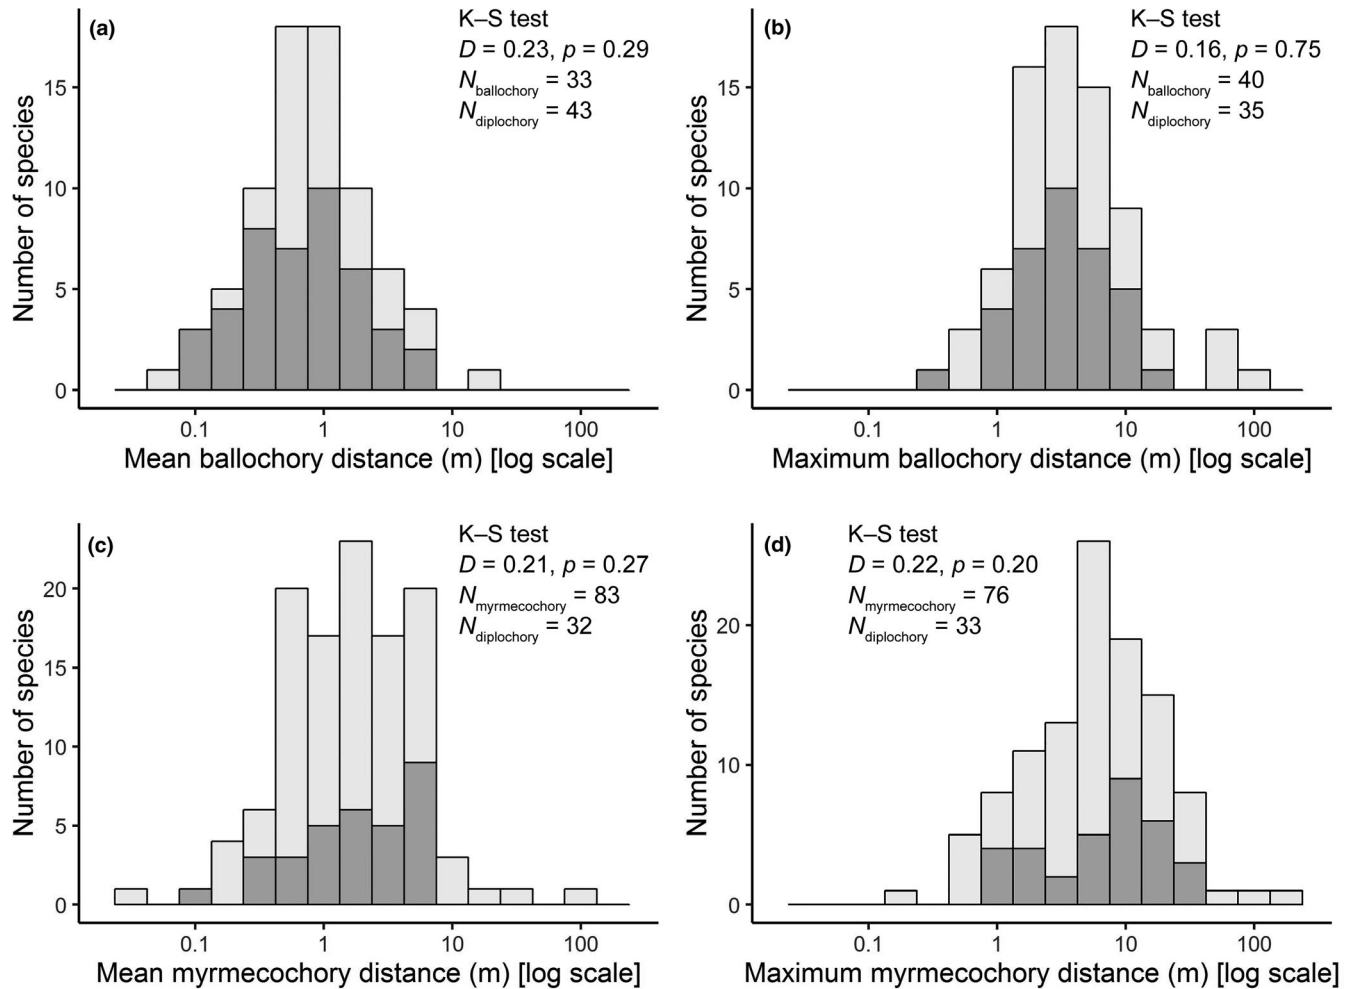 (a)
K–S test
D = 0.23, p = 0.29
Nballochory = 33
Ndiplochory = 43
Number of species
15
10
5
0
0.1 1 10 100
Mean ballochory distance (m) [log scale]
(b)
K–S test
D = 0.16, p = 0.75
Nballochory = 40
Ndiplochory = 35
Number of species
15
10
5
0
0.1 1 10 100
Maximum ballochory distance (m) [log scale]
(c)
K–S test
D = 0.21, p = 0.27
Nmyrmecochory = 83
Ndiplochory = 32
Number of species
20
15
10
5
0
0.1 1 10 100
Mean myrmecochory distance (m) [log scale]
(d)
K–S test
D = 0.22, p = 0.20
Nmyrmecochory = 76
Ndiplochory = 33
Number of species
20
10
0
0.1 1 10 100
Maximum myrmecochory distance (m) [log scale]